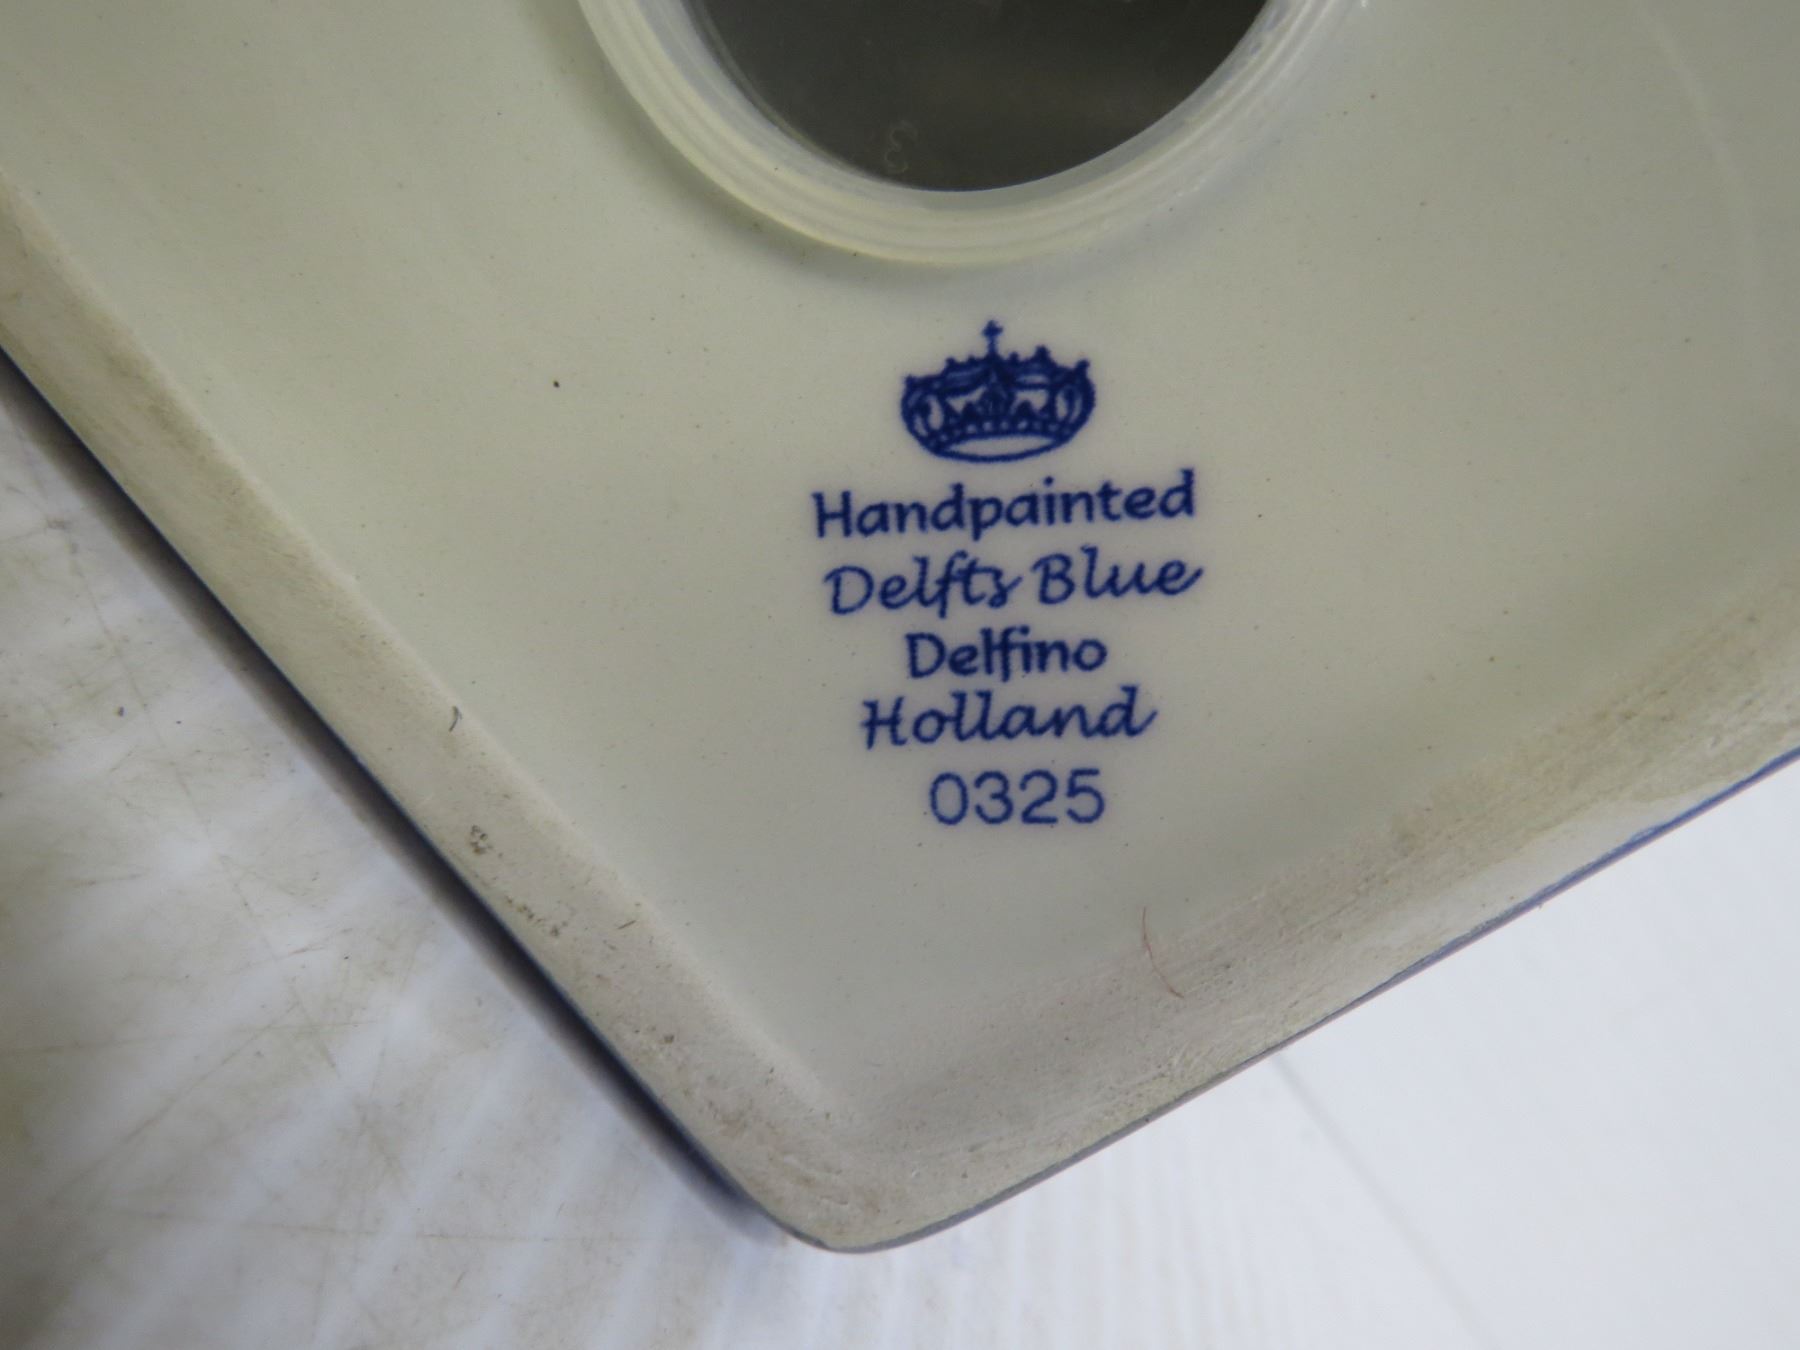 Handpainted
Delfts Blue
Delfino
Holland
0325